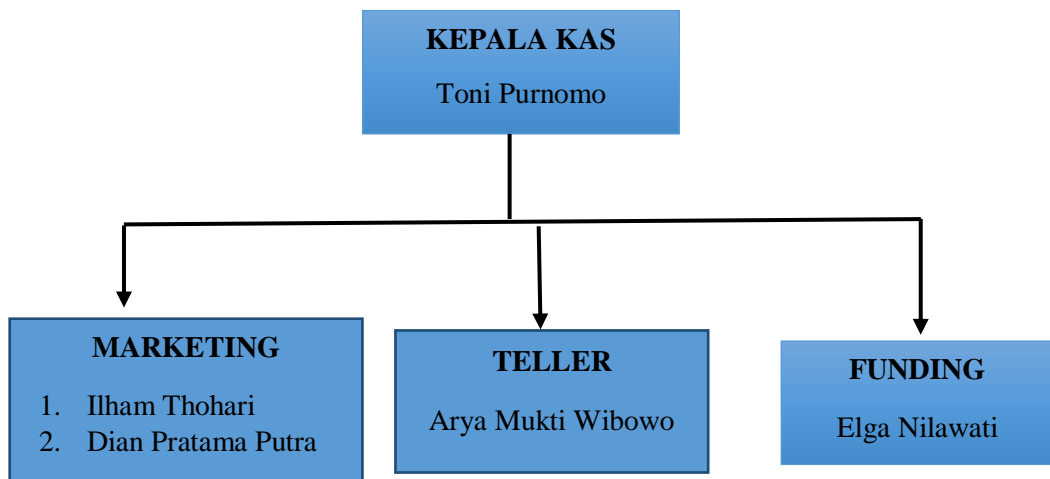 KEPALA KAS
Toni Purnomo
MARKETING
1. Ilham Thohari
2. Dian Pratama Putra
TELLER
Arya Mukti Wibowo
FUNDING
Elga Nilawati